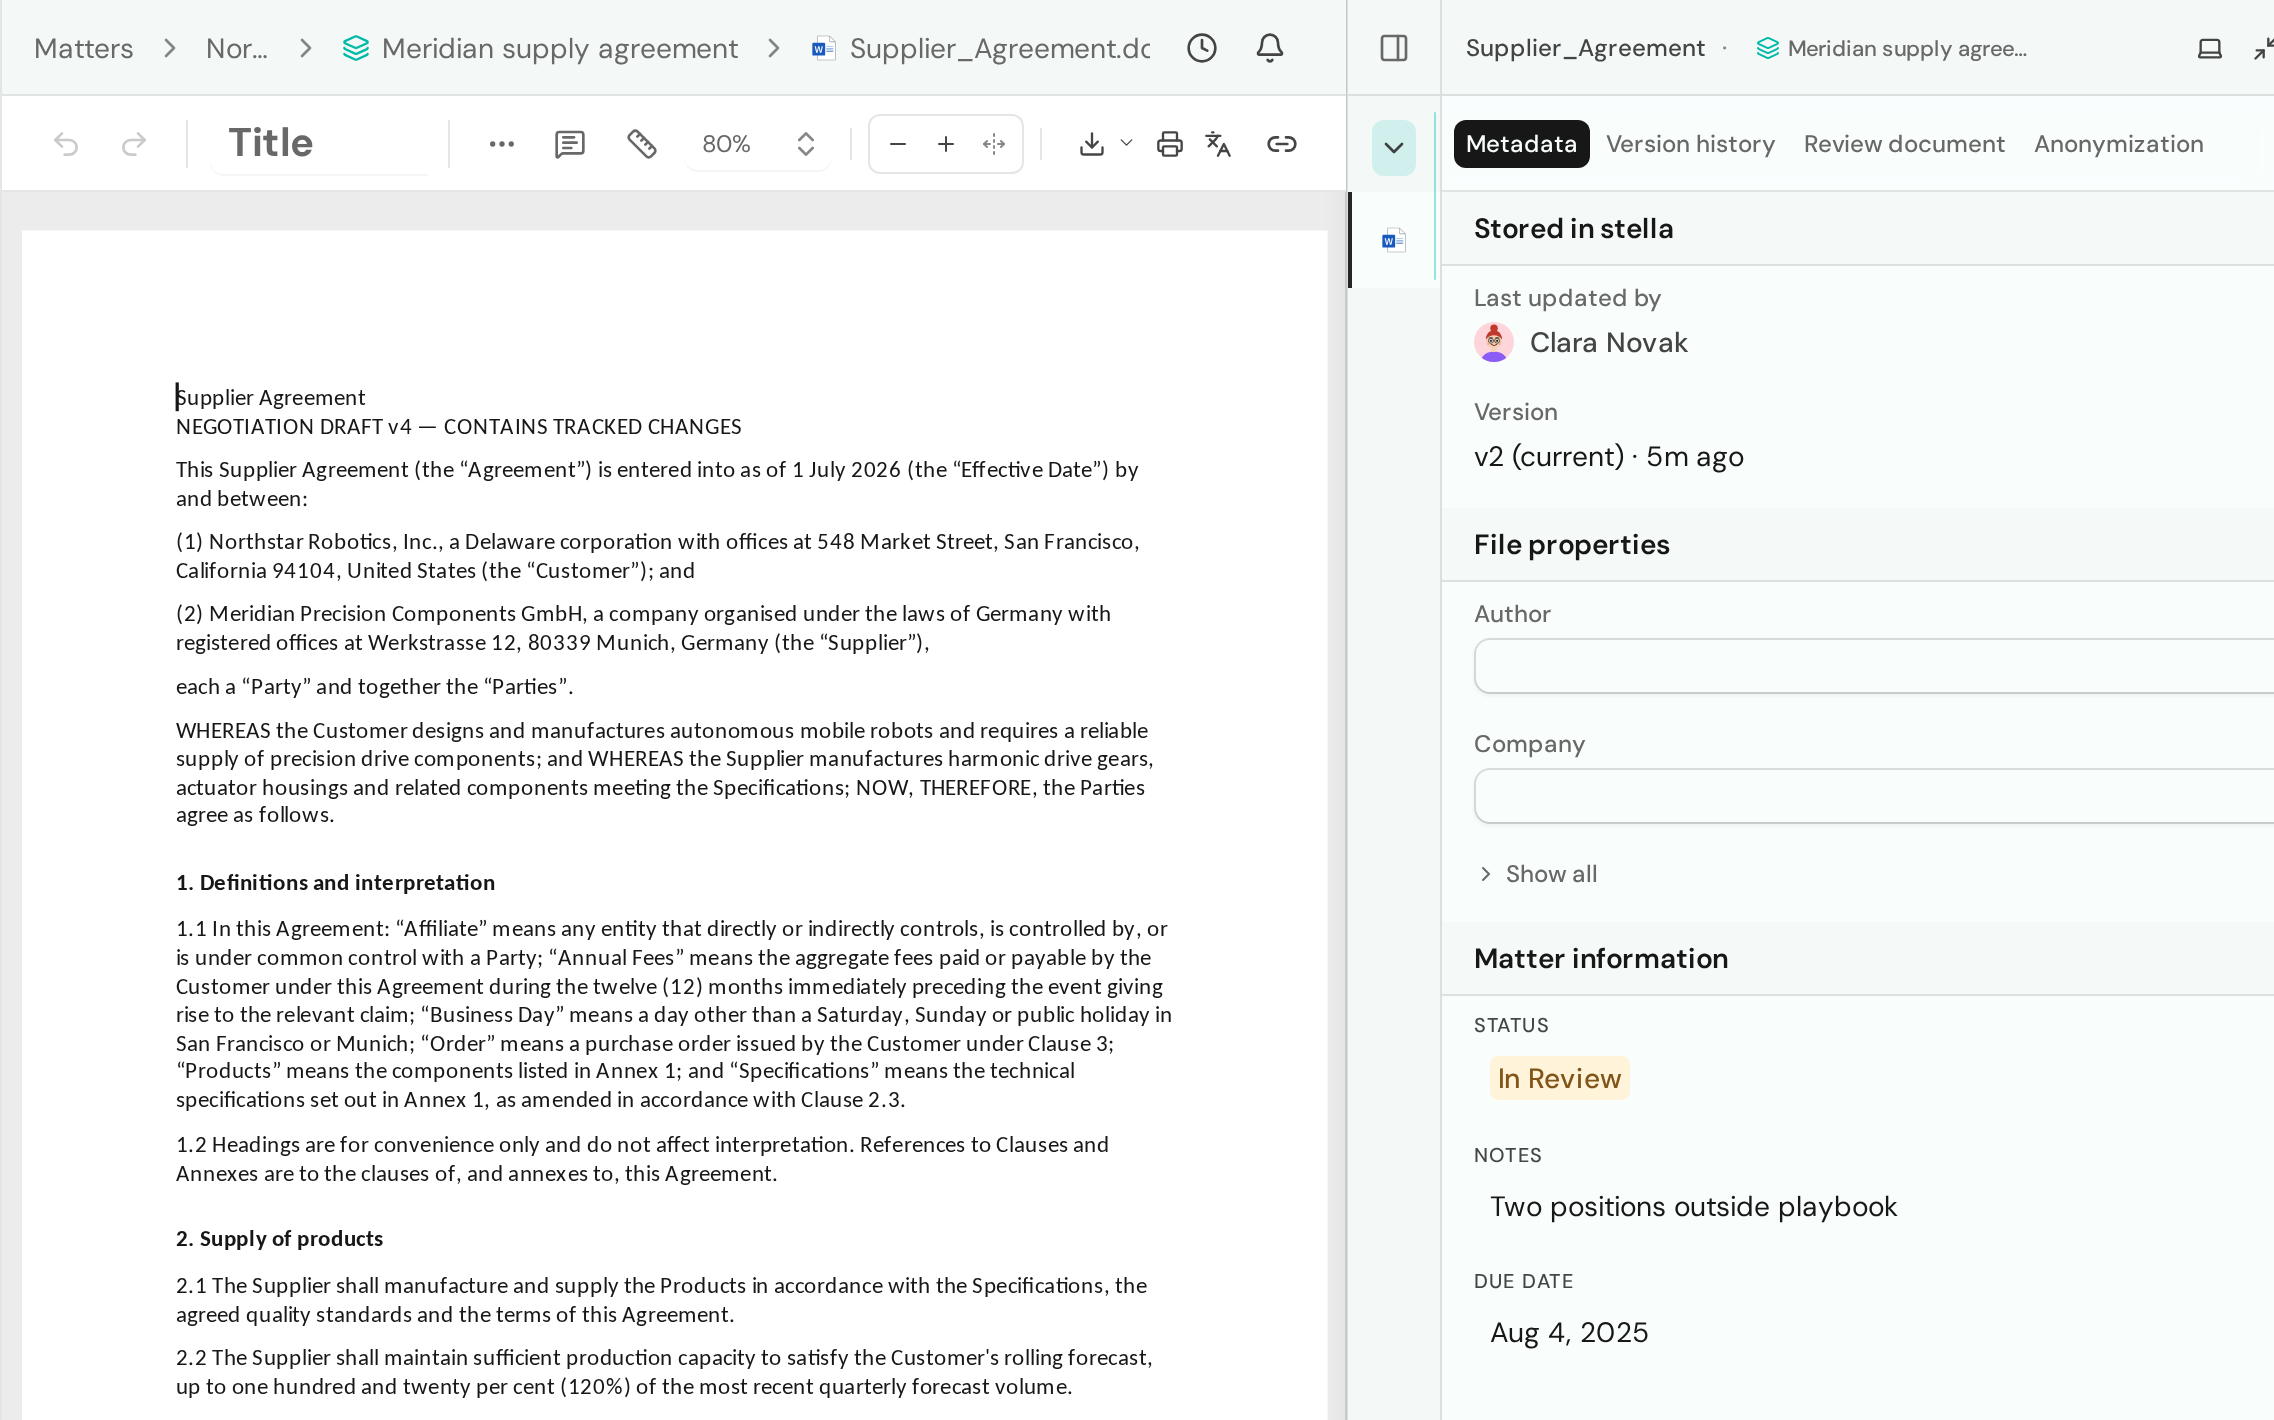 Matters > Nor... > Meridian supply agreement > Supplier_Agreement.dc
Title
80%
Supplier Agreement
NEGOTIATION DRAFT v4 — CONTAINS TRACKED CHANGES
This Supplier Agreement (the “Agreement”) is entered into as of 1 July 2026 (the “Effective Date”) by
and between:
(1) Northstar Robotics, Inc., a Delaware corporation with offices at 548 Market Street, San Francisco,
California 94104, United States (the “Customer”); and
(2) Meridian Precision Components GmbH, a company organised under the laws of Germany with
registered offices at Werkstrasse 12, 80339 Munich, Germany (the “Supplier”),
each a “Party” and together the “Parties”.
WHEREAS the Customer designs and manufactures autonomous mobile robots and requires a reliable
supply of precision drive components; and WHEREAS the Supplier manufactures harmonic drive gears,
actuator housings and related components meeting the Specifications; NOW, THEREFORE, the Parties
agree as follows.
1. Definitions and interpretation
1.1 In this Agreement: “Affiliate” means any entity that directly or indirectly controls, is controlled by, or
is under common control with a Party; “Annual Fees” means the aggregate fees paid or payable by the
Customer under this Agreement during the twelve (12) months immediately preceding the event giving
rise to the relevant claim; “Business Day” means a day other than a Saturday, Sunday or public holiday in
San Francisco or Munich; “Order” means a purchase order issued by the Customer under Clause 3;
“Products” means the components listed in Annex 1; and “Specifications” means the technical
specifications set out in Annex 1, as amended in accordance with Clause 2.3.
1.2 Headings are for convenience only and do not affect interpretation. References to Clauses and
Annexes are to the clauses of, and annexes to, this Agreement.
2. Supply of products
2.1 The Supplier shall manufacture and supply the Products in accordance with the Specifications, the
agreed quality standards and the terms of this Agreement.
2.2 The Supplier shall maintain sufficient production capacity to satisfy the Customer's rolling forecast,
up to one hundred and twenty per cent (120%) of the most recent quarterly forecast volume.
Supplier_Agreement · Meridian supply agree...
Metadata Version history Review document Anonymization
Stored in stella
Last updated by
Clara Novak
Version
v2 (current) · 5m ago
File properties
Author
Company
Show all
Matter information
STATUS
In Review
NOTES
Two positions outside playbook
DUE DATE
Aug 4, 2025